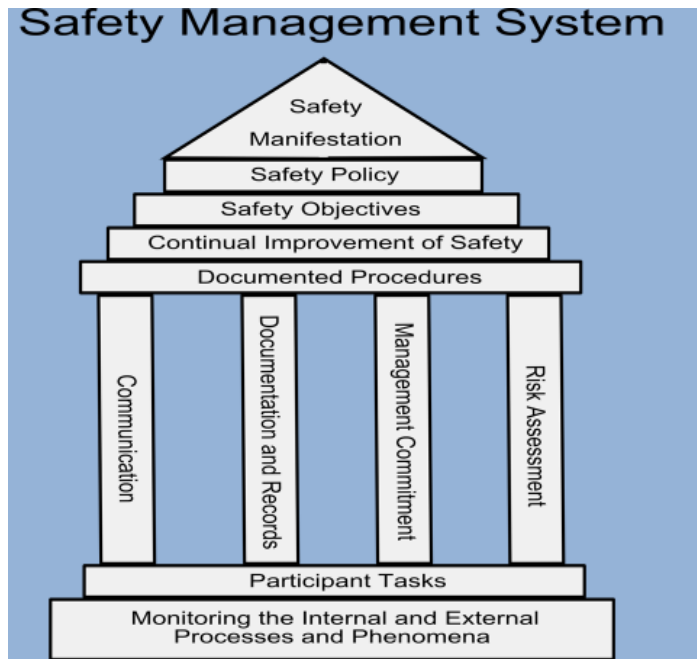 Safety Management System
Safety
Manifestation
Safety Policy
Safety Objectives
Continual Improvement of Safety
Documented Procedures
Communication
Documentation and Records
Management Commitment
Risk Assessment
Participant Tasks
Monitoring the Internal and External
Processes and Phenomena